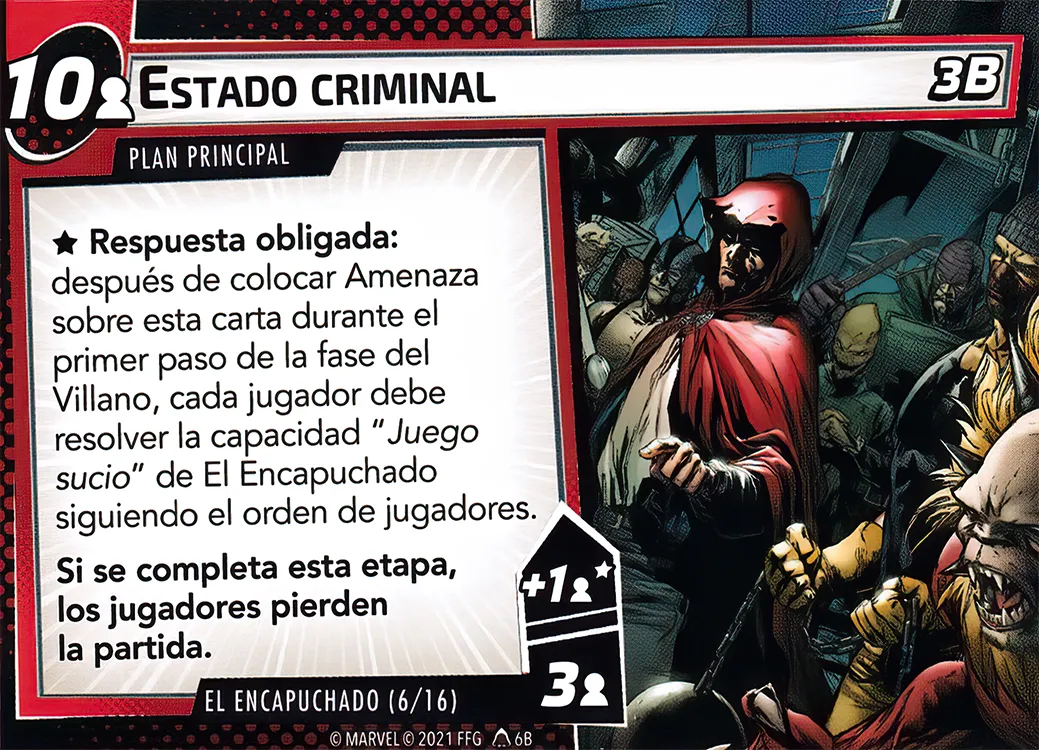 10
ESTADO CRIMINAL
3B
PLAN PRINCIPAL
★ Respuesta obligada:
después de colocar Amenaza
sobre esta carta durante el
primer paso de la fase del
Villano, cada jugador debe
resolver la capacidad “Juego
sucio” de El Encapuchado
siguiendo el orden de jugadores.
Si se completa esta etapa,
los jugadores pierden
la partida.
+1★
3
EL ENCAPUCHADO (6/16)
© MARVEL © 2021 FFG 6B